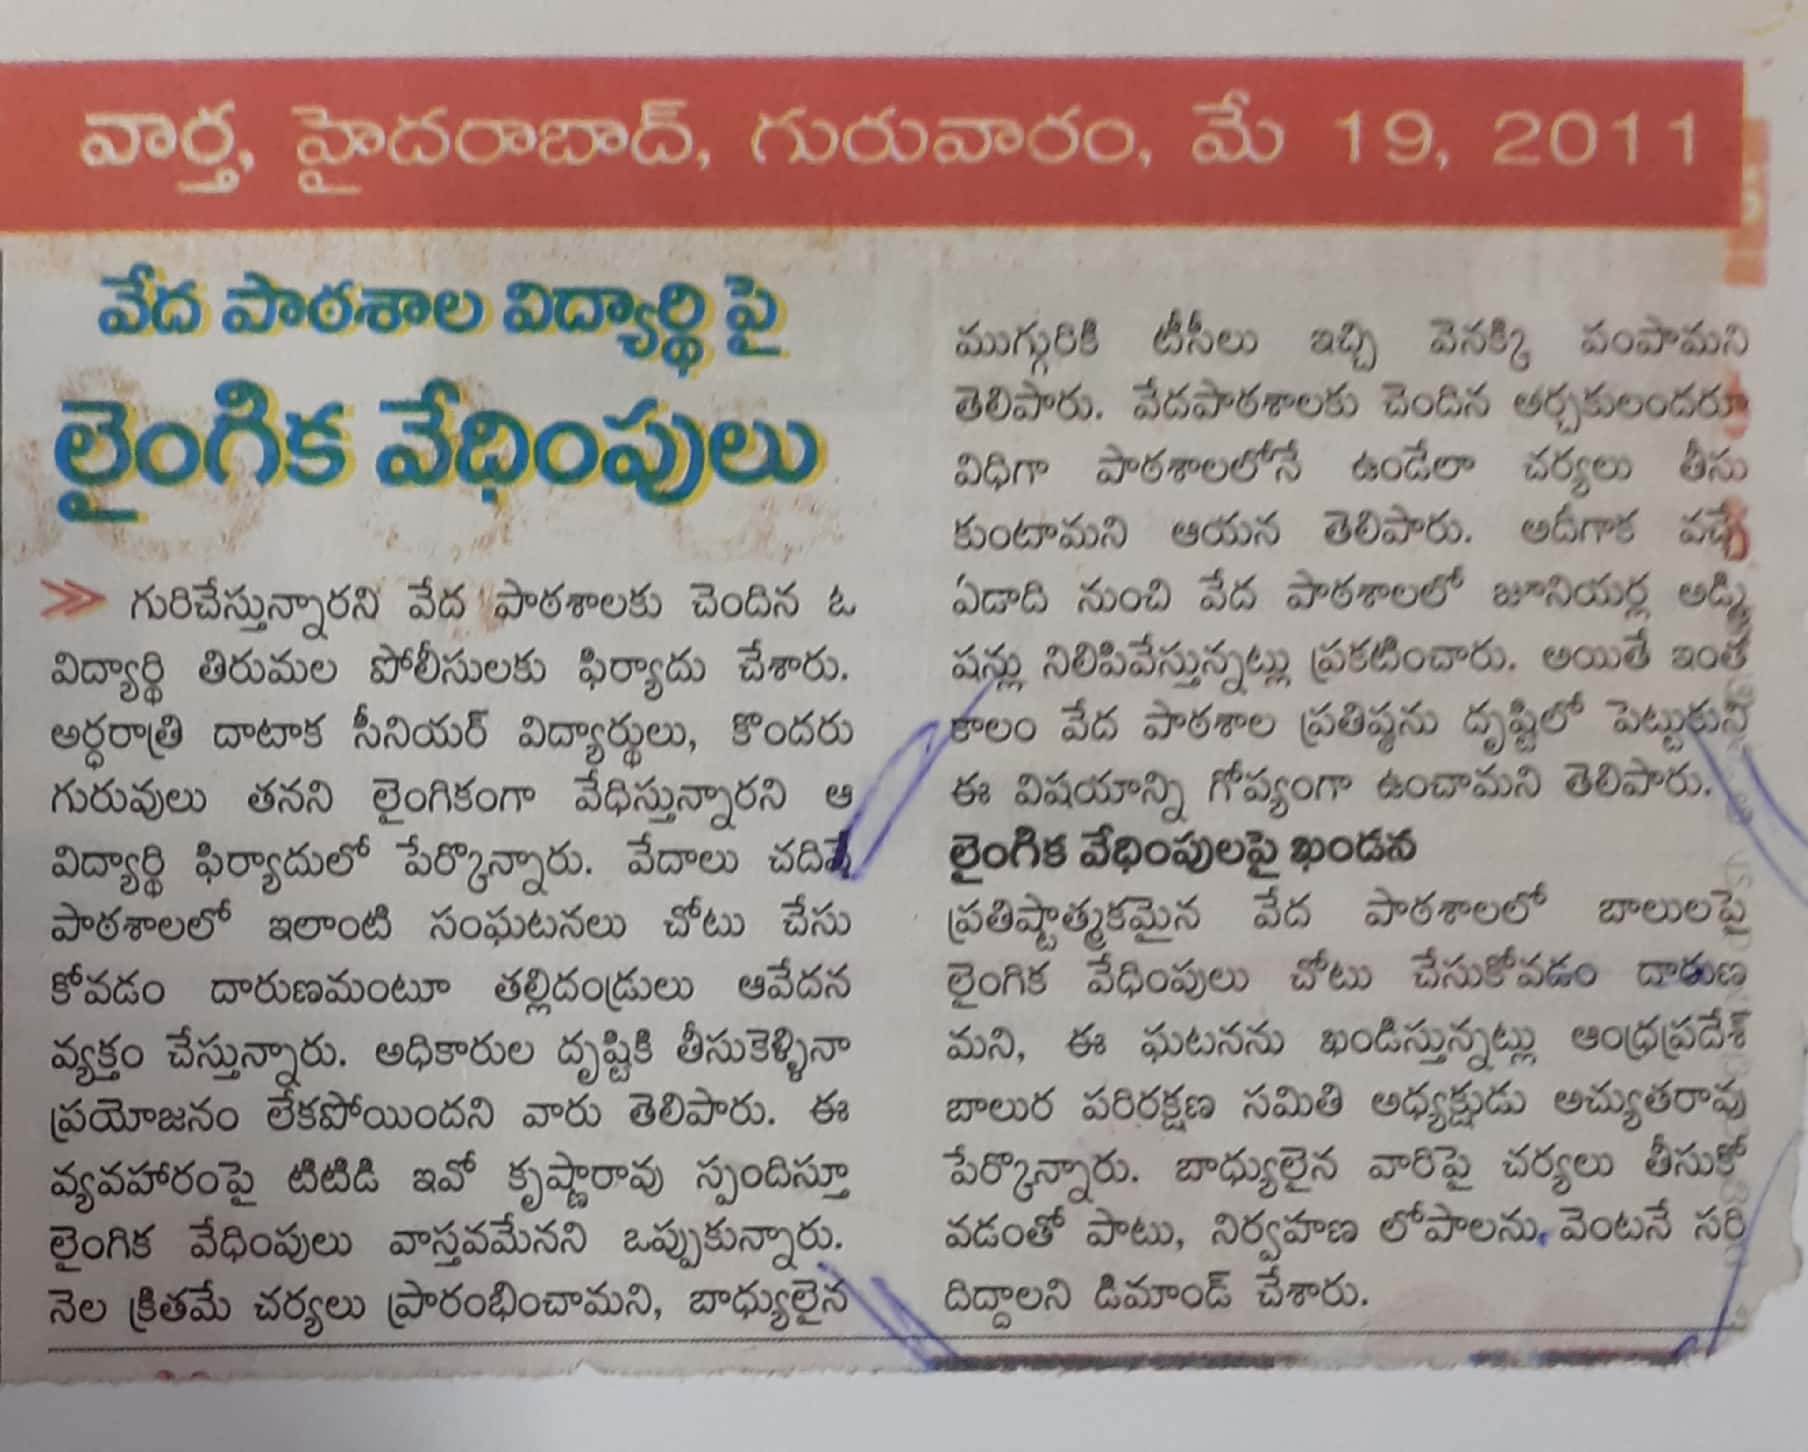 వార్త, హైదరాబాద్, గురువారం, మే 19, 2011
వేద పాఠశాల విద్యార్థి పై
లైంగిక వేధింపులు
>> గురిచేస్తున్నారని వేద పాఠశాలకు చెందిన ఓ
విద్యార్థి తిరుమల పోలీసులకు ఫిర్యాదు చేశారు.
అర్ధరాత్రి దాటాక సీనియర్ విద్యార్థులు, కొందరు
గురువులు తనని లైంగికంగా వేధిస్తున్నారని ఆ
విద్యార్థి ఫిర్యాదులో పేర్కొన్నారు. వేదాలు చదివే
పాఠశాలలో ఇలాంటి సంఘటనలు చోటు చేసు
కోవడం దారుణమంటూ తల్లిదండ్రులు ఆవేదన
వ్యక్తం చేస్తున్నారు. అధికారుల దృష్టికి తీసుకెళ్ళినా
ప్రయోజనం లేకపోయిందని వారు తెలిపారు. ఈ
వ్యవహారంపై టిటిడి ఇవో కృష్ణారావు స్పందిస్తూ
లైంగిక వేధింపులు వాస్తవమేనని ఒప్పుకున్నారు.
నెల క్రితమే చర్యలు ప్రారంభించామని, బాధ్యులైన
ముగ్గురికి టీసీలు ఇచ్చి వెనక్కి పంపామని
తెలిపారు. వేదపాఠశాలకు చెందిన అర్చకులందరూ
విధిగా పాఠశాలలోనే ఉండేలా చర్యలు తీసు
కుంటామని ఆయన తెలిపారు. అదీగాక వచ్చే
ఏడాది నుంచి వేద పాఠశాలలో జూనియర్ల అడ్మి
షన్లు నిలిపివేస్తున్నట్లు ప్రకటించారు. అయితే ఇంత
కాలం వేద పాఠశాల ప్రతిష్ఠను దృష్టిలో పెట్టుకుని
ఈ విషయాన్ని గోప్యంగా ఉంచామని తెలిపారు.
లైంగిక వేధింపులపై ఖండన
ప్రతిష్టాత్మకమైన వేద పాఠశాలలో బాలులపై
లైంగిక వేధింపులు చోటు చేసుకోవడం దారుణ
మని, ఈ ఘటనను ఖండిస్తున్నట్లు ఆంధ్రప్రదేశ్
బాలుర పరిరక్షణ సమితి అధ్యక్షుడు అచ్యుతరావు
పేర్కొన్నారు. బాధ్యులైన వారిపై చర్యలు తీసుకో
వడంతో పాటు, నిర్వహణ లోపాలను వెంటనే సరి
దిద్దాలని డిమాండ్ చేశారు.